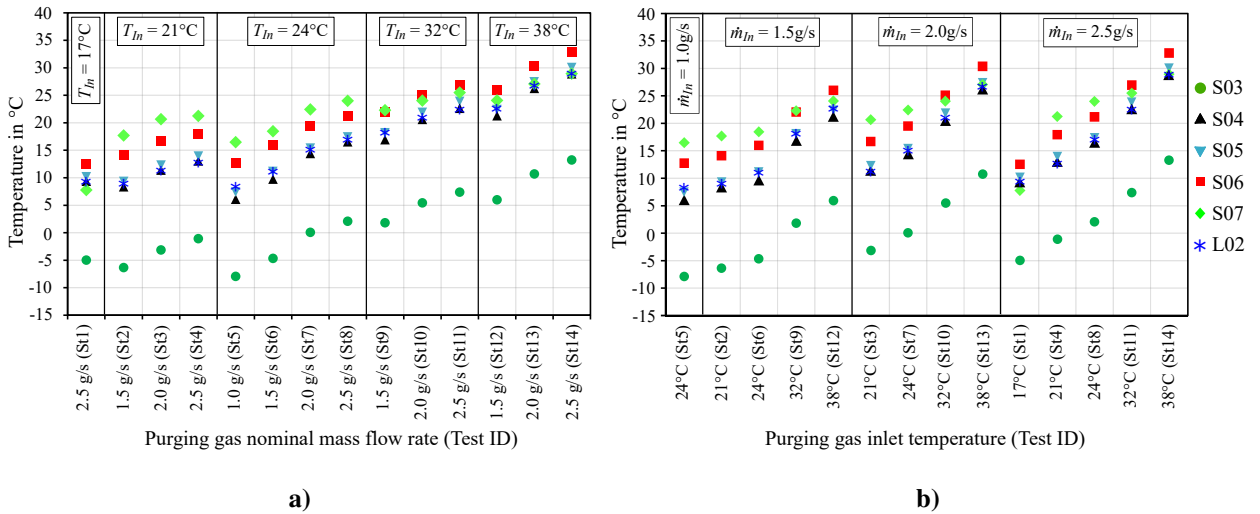 Temperature in °C
40
35
30
25
20
15
10
5
0
-5
-10
-15
T_In = 17°C
T_In = 21°C
T_In = 24°C
T_In = 32°C
T_In = 38°C
2.5 g/s (St1)
1.5 g/s (St2)
2.0 g/s (St3)
2.5 g/s (St4)
1.0 g/s (St5)
1.5 g/s (St6)
2.0 g/s (St7)
2.5 g/s (St8)
1.5 g/s (St9)
2.0 g/s (St10)
2.5 g/s (St11)
1.5 g/s (St12)
2.0 g/s (St13)
2.5 g/s (St14)
Purging gas nominal mass flow rate (Test ID)
a)
Temperature in °C
40
35
30
25
20
15
10
5
0
-5
-10
-15
ṁ_In = 1.0g/s
ṁ_In = 1.5g/s
ṁ_In = 2.0g/s
ṁ_In = 2.5g/s
24°C (St5)
21°C (St2)
24°C (St6)
32°C (St9)
38°C (St12)
21°C (St3)
24°C (St7)
32°C (St10)
38°C (St13)
17°C (St1)
21°C (St4)
24°C (St8)
32°C (St11)
38°C (St14)
Purging gas inlet temperature (Test ID)
b)
S03
S04
S05
S06
S07
L02